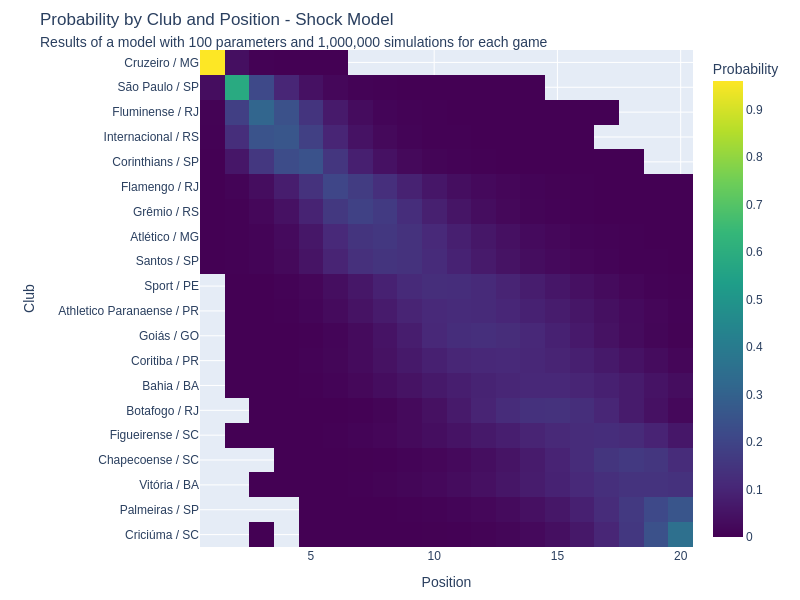 Probability by Club and Position - Shock Model
Results of a model with 100 parameters and 1,000,000 simulations for each game
Probability
Club
Cruzeiro / MG
São Paulo / SP
Fluminense / RJ
Internacional / RS
Corinthians / SP
Flamengo / RJ
Grêmio / RS
Atlético / MG
Santos / SP
Sport / PE
Athletico Paranaense / PR
Goiás / GO
Coritiba / PR
Bahia / BA
Botafogo / RJ
Figueirense / SC
Chapecoense / SC
Vitória / BA
Palmeiras / SP
Criciúma / SC
0.9
0.8
0.7
0.6
0.5
0.4
0.3
0.2
0.1
0
5
10
15
20
Position